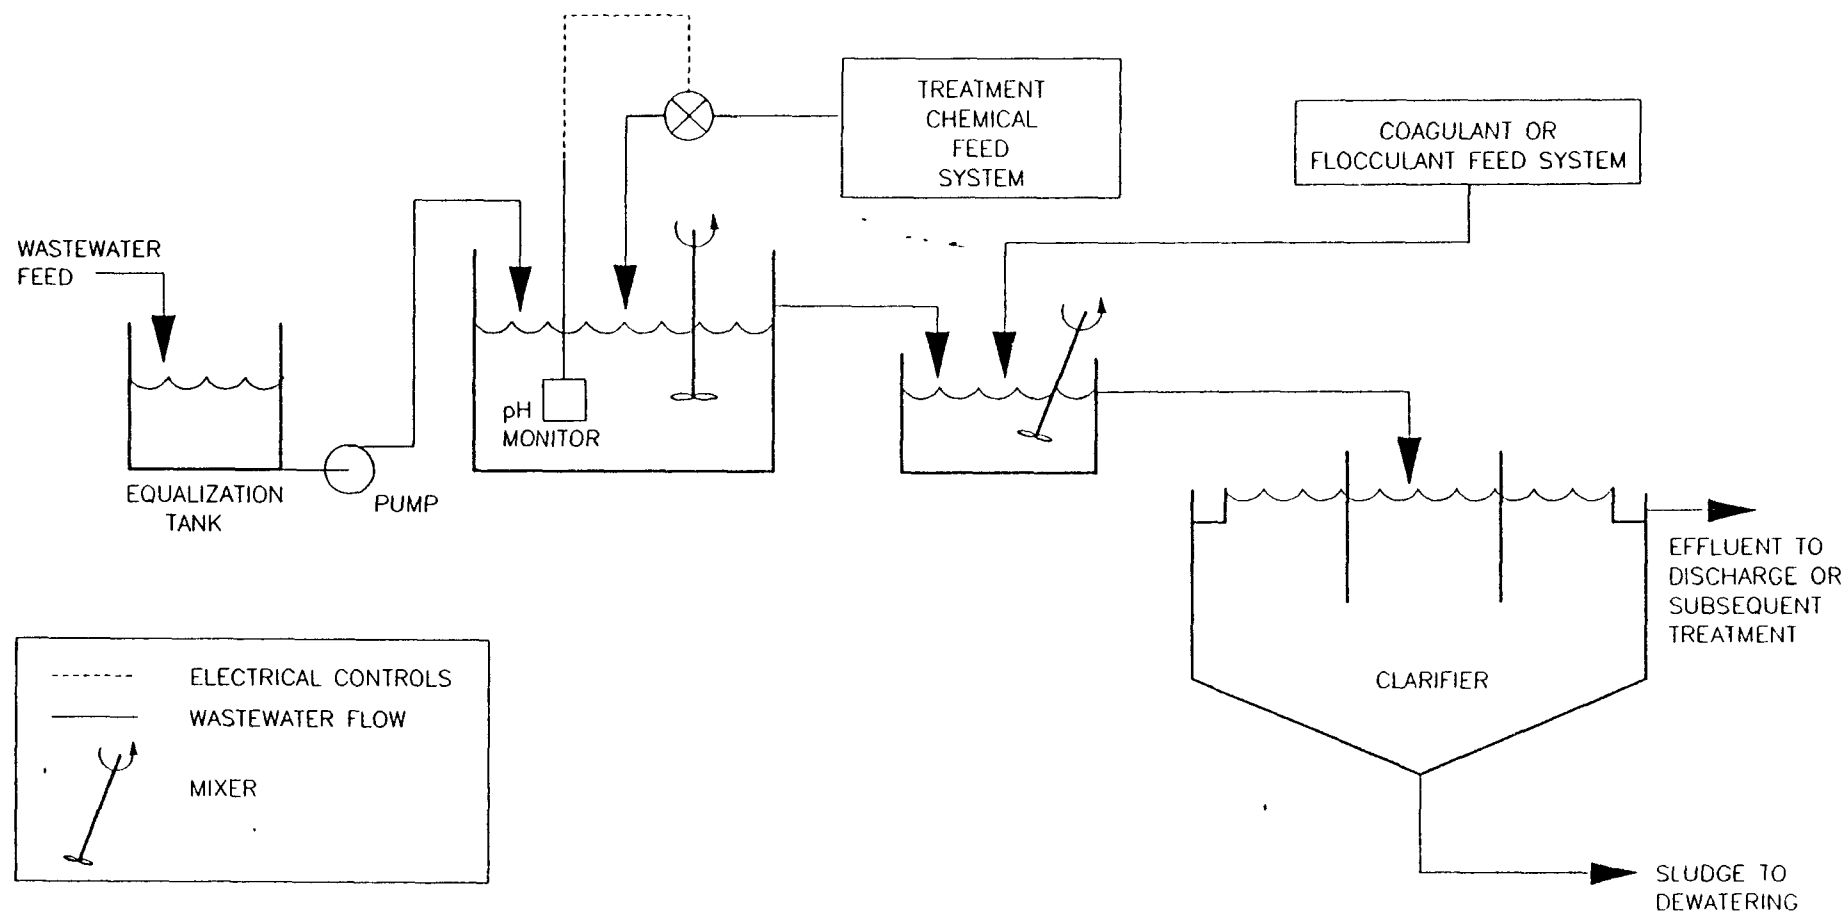 TREATMENT
CHEMICAL
FEED
SYSTEM
COAGULANT OR
FLOCCULANT FEED SYSTEM
WASTEWATER
FEED
pH
MONITOR
EQUALIZATION
TANK
PUMP
EFFLUENT TO
DISCHARGE OR
SUBSEQUENT
TREATMENT
CLARIFIER
ELECTRICAL CONTROLS
WASTEWATER FLOW
MIXER
SLUDGE TO
DEWATERING